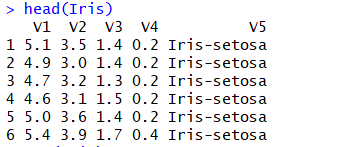 > head(Iris)
V1 V2 V3 V4 V5
1 5.1 3.5 1.4 0.2 Iris-setosa
2 4.9 3.0 1.4 0.2 Iris-setosa
3 4.7 3.2 1.3 0.2 Iris-setosa
4 4.6 3.1 1.5 0.2 Iris-setosa
5 5.0 3.6 1.4 0.2 Iris-setosa
6 5.4 3.9 1.7 0.4 Iris-setosa